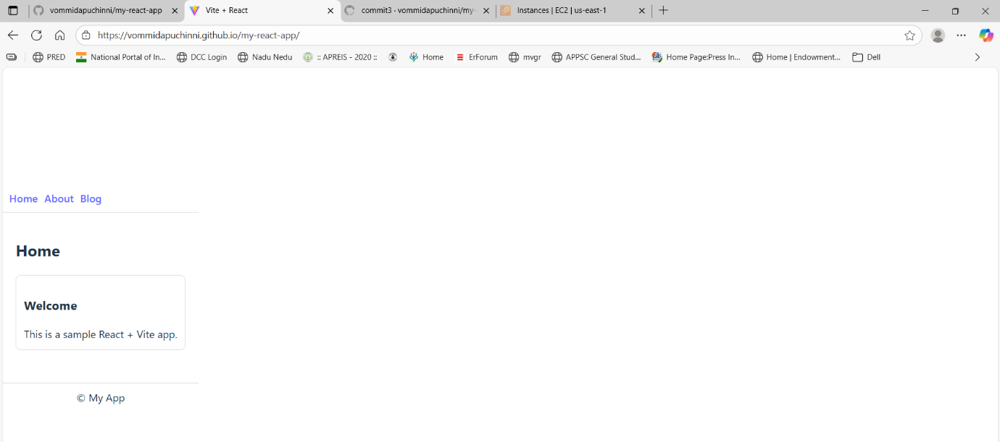 vommidapuchinni/my-react-app
Vite + React
commit3 · vommidapuchinni/my-
Instances | EC2 | us-east-1
https://vommidapuchinni.github.io/my-react-app/
PRED
National Portal of In...
DCC Login
Nadu Nedu
:: APREIS - 2020 ::
Home
ErForum
mvgr
APPSC General Stud...
Home Page:Press In...
Home | Endowment...
Dell
Home About Blog
Home
Welcome
This is a sample React + Vite app.
© My App